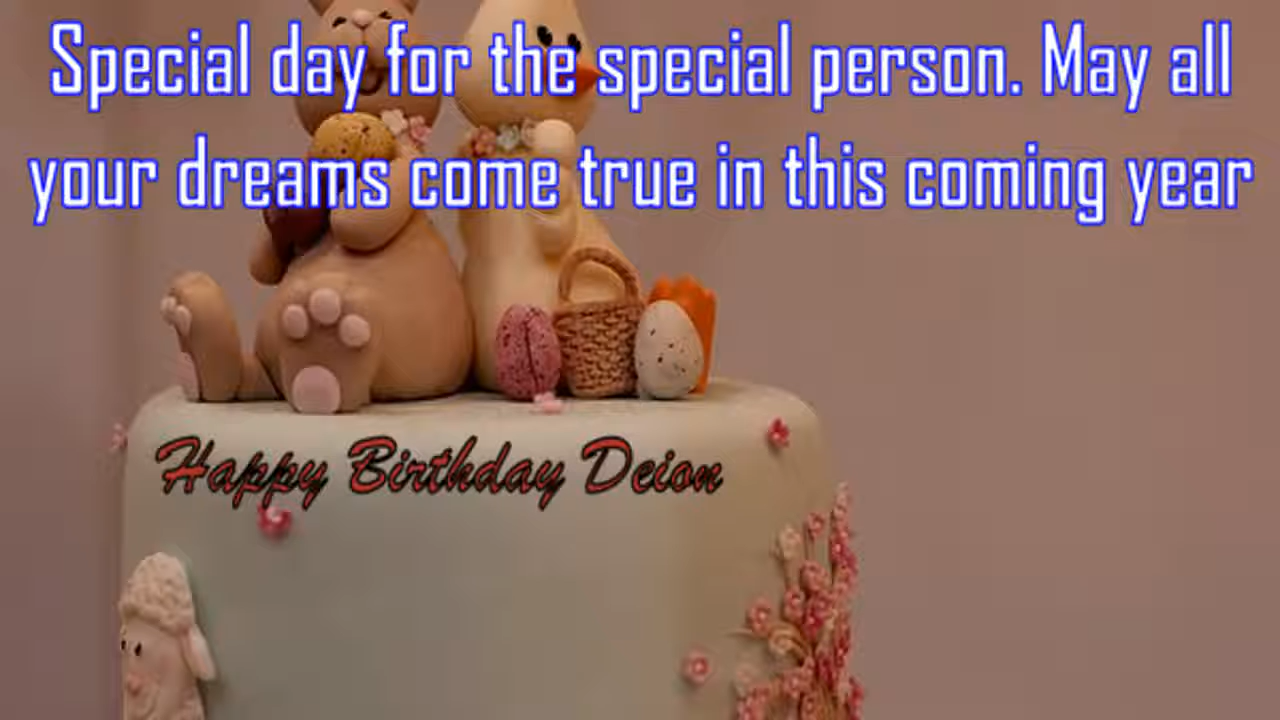 Special day for the special person. May all
your dreams come true in this coming year
Happy Birthday Deion